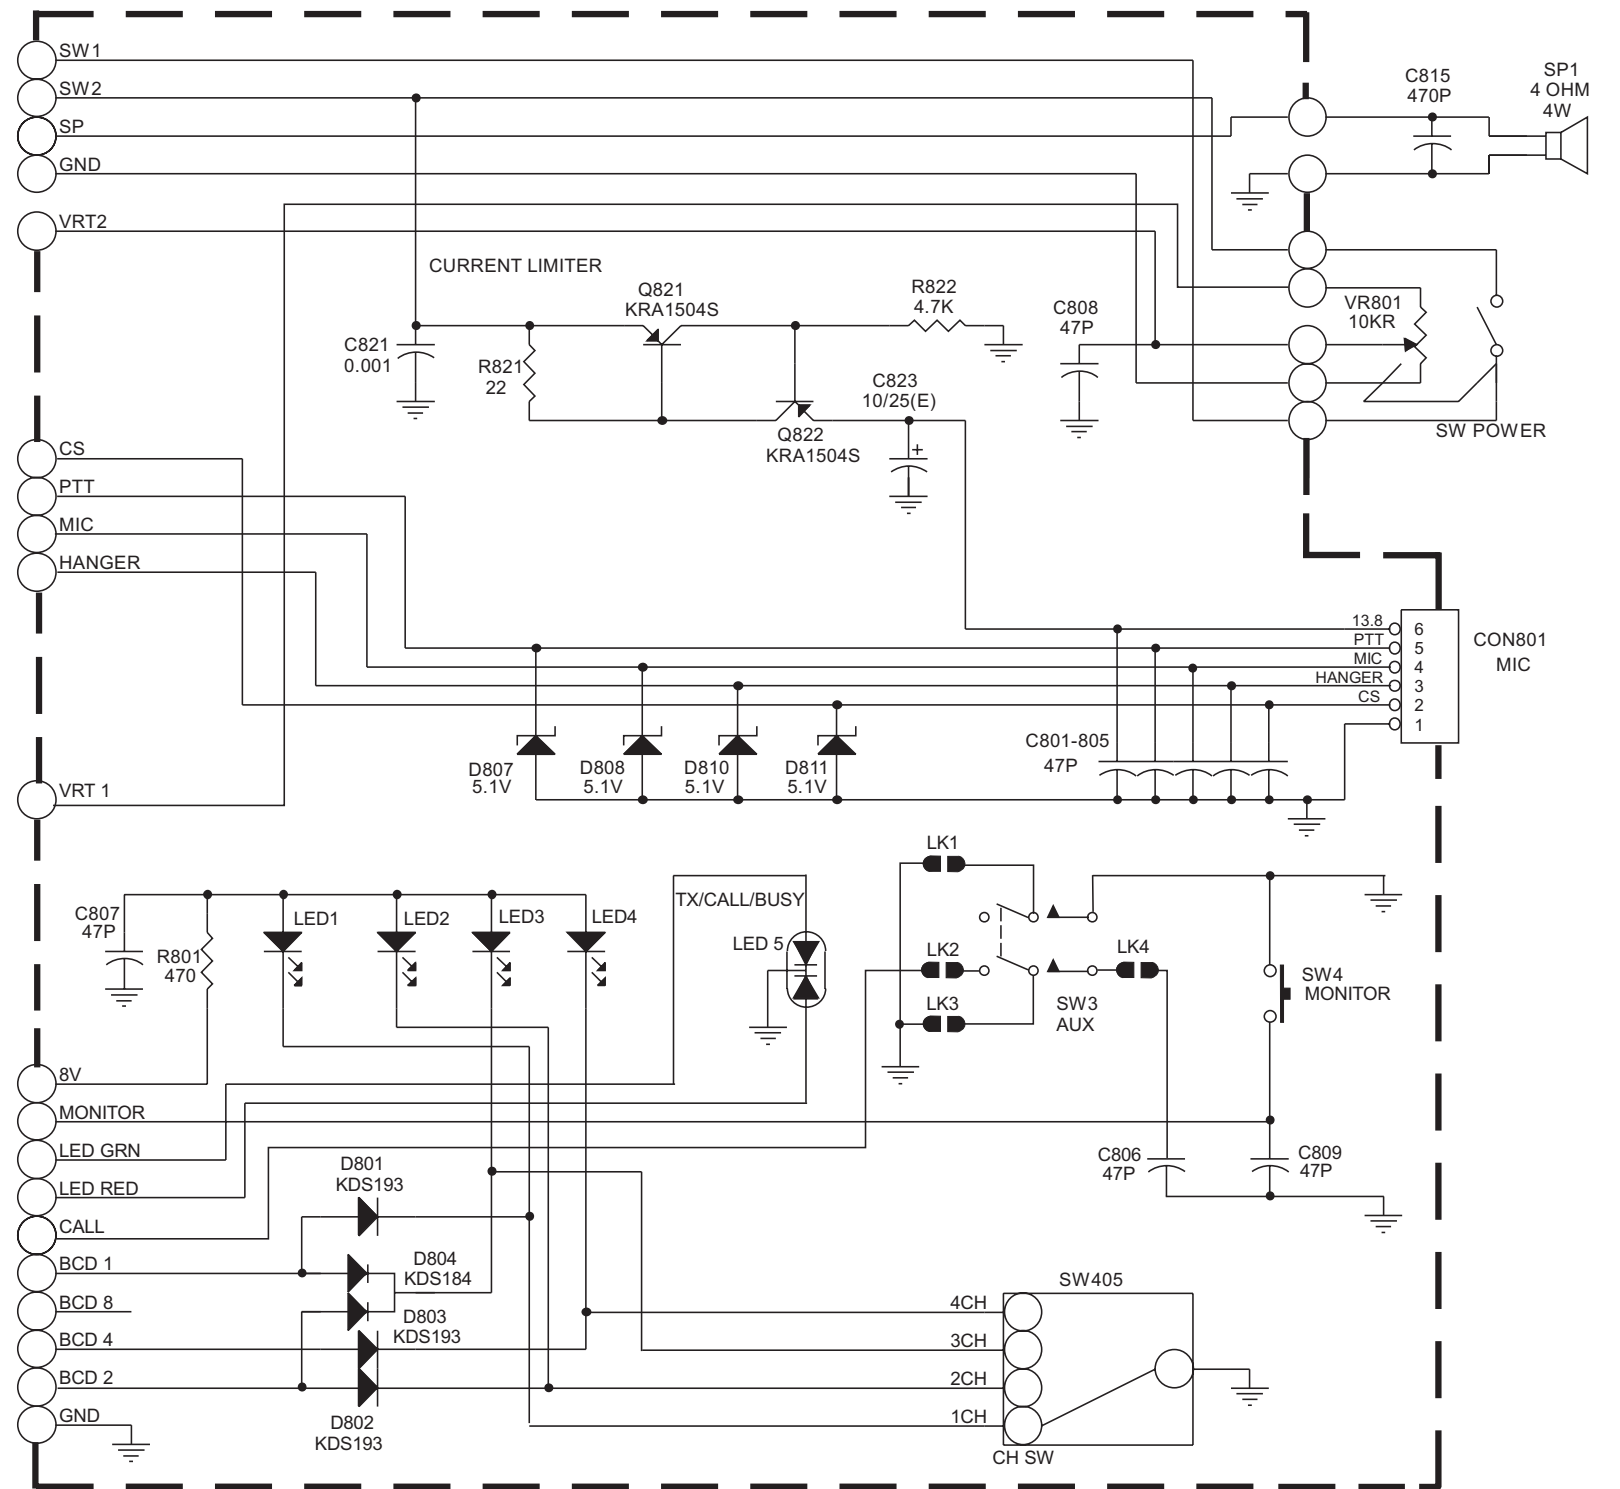 SW1
SW2
SP
GND
VRT2
C815
470P
SP1
4 OHM
4W
CURRENT LIMITER
Q821
KRA1504S
R822
4.7K
C821
0.001
R821
22
C823
10/25(E)
+
Q822
KRA1504S
C808
47P
VR801
10KR
SW POWER
CS
PTT
MIC
HANGER
13.8
PTT
MIC
HANGER
CS
6
5
4
3
2
1
CON801
MIC
D807
5.1V
D808
5.1V
D810
5.1V
D811
5.1V
C801-805
47P
VRT 1
C807
47P
R801
470
LED1
LED2
LED3
LED4
TX/CALL/BUSY
LED 5
LK1
LK2
LK3
LK4
SW3
AUX
SW4
MONITOR
8V
MONITOR
LED GRN
LED RED
CALL
BCD 1
BCD 8
BCD 4
BCD 2
GND
D801
KDS193
D804
KDS184
D803
KDS193
D802
KDS193
C806
47P
C809
47P
SW405
4CH
3CH
2CH
1CH
CH SW